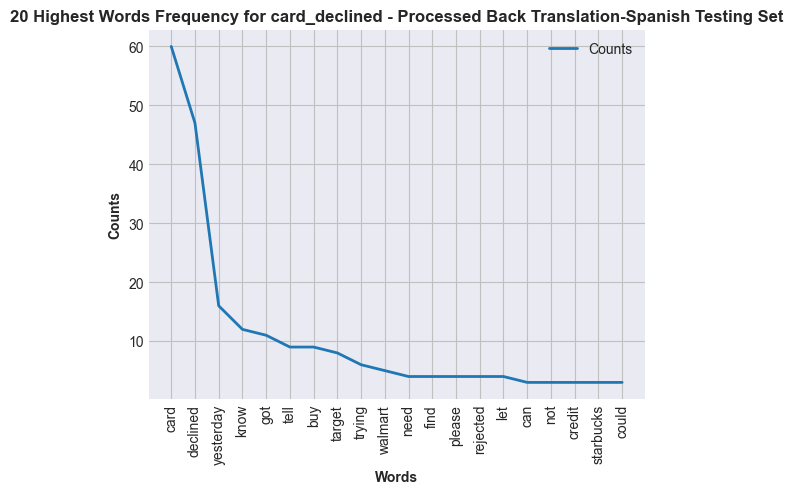 20 Highest Words Frequency for card_declined - Processed Back Translation-Spanish Testing Set
Counts
60
50
40
30
20
10
Counts
card
declined
yesterday
know
got
tell
buy
target
trying
walmart
need
find
please
rejected
let
can
not
credit
starbucks
could
Words